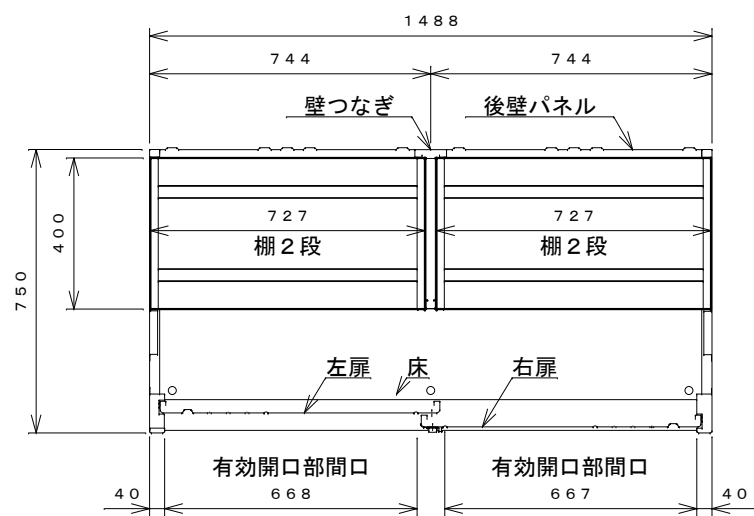 1488
744 744
壁つなぎ 後壁パネル
727 727
400
棚２段 棚２段
750
左扉 床 右扉
有効開口部間口 有効開口部間口
40 668 667 40